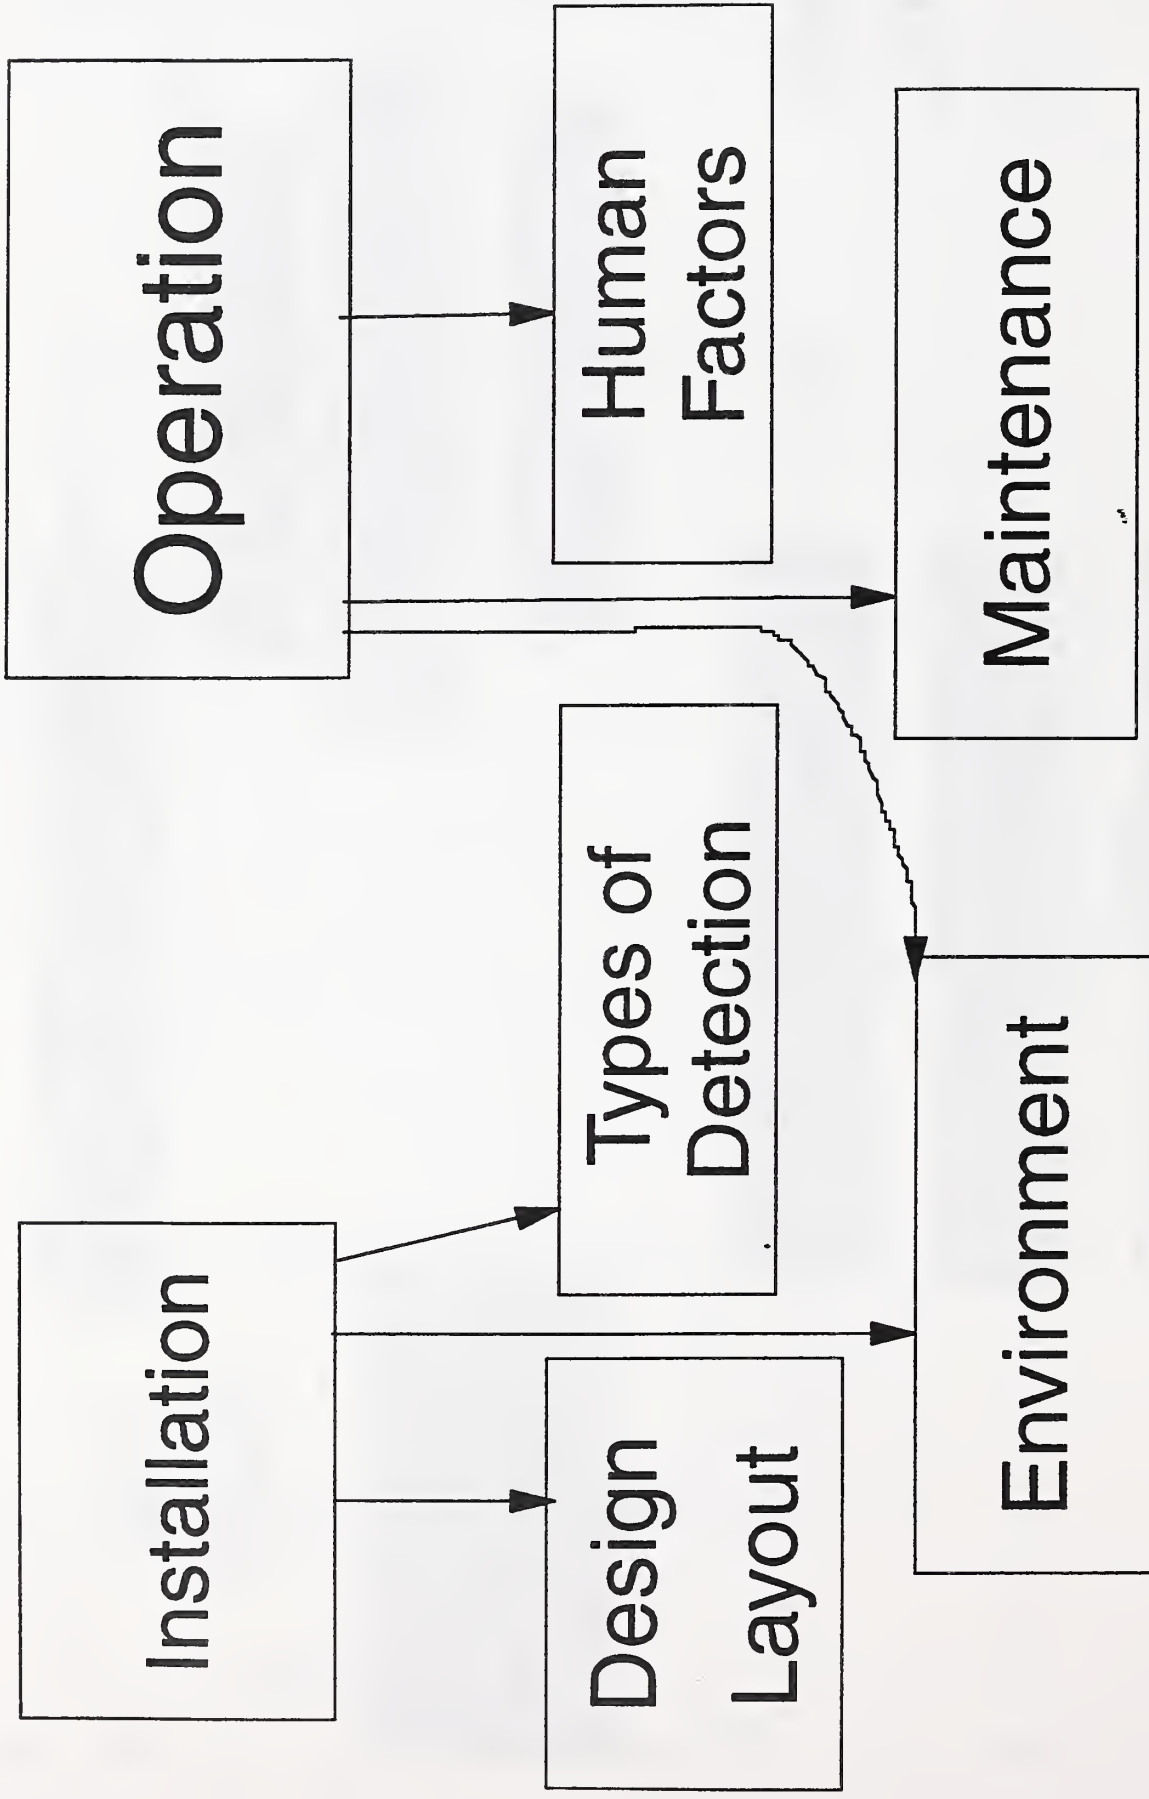 Installation
Operation
Design
Layout
Types of
Detection
Human
Factors
Environment
Maintenance